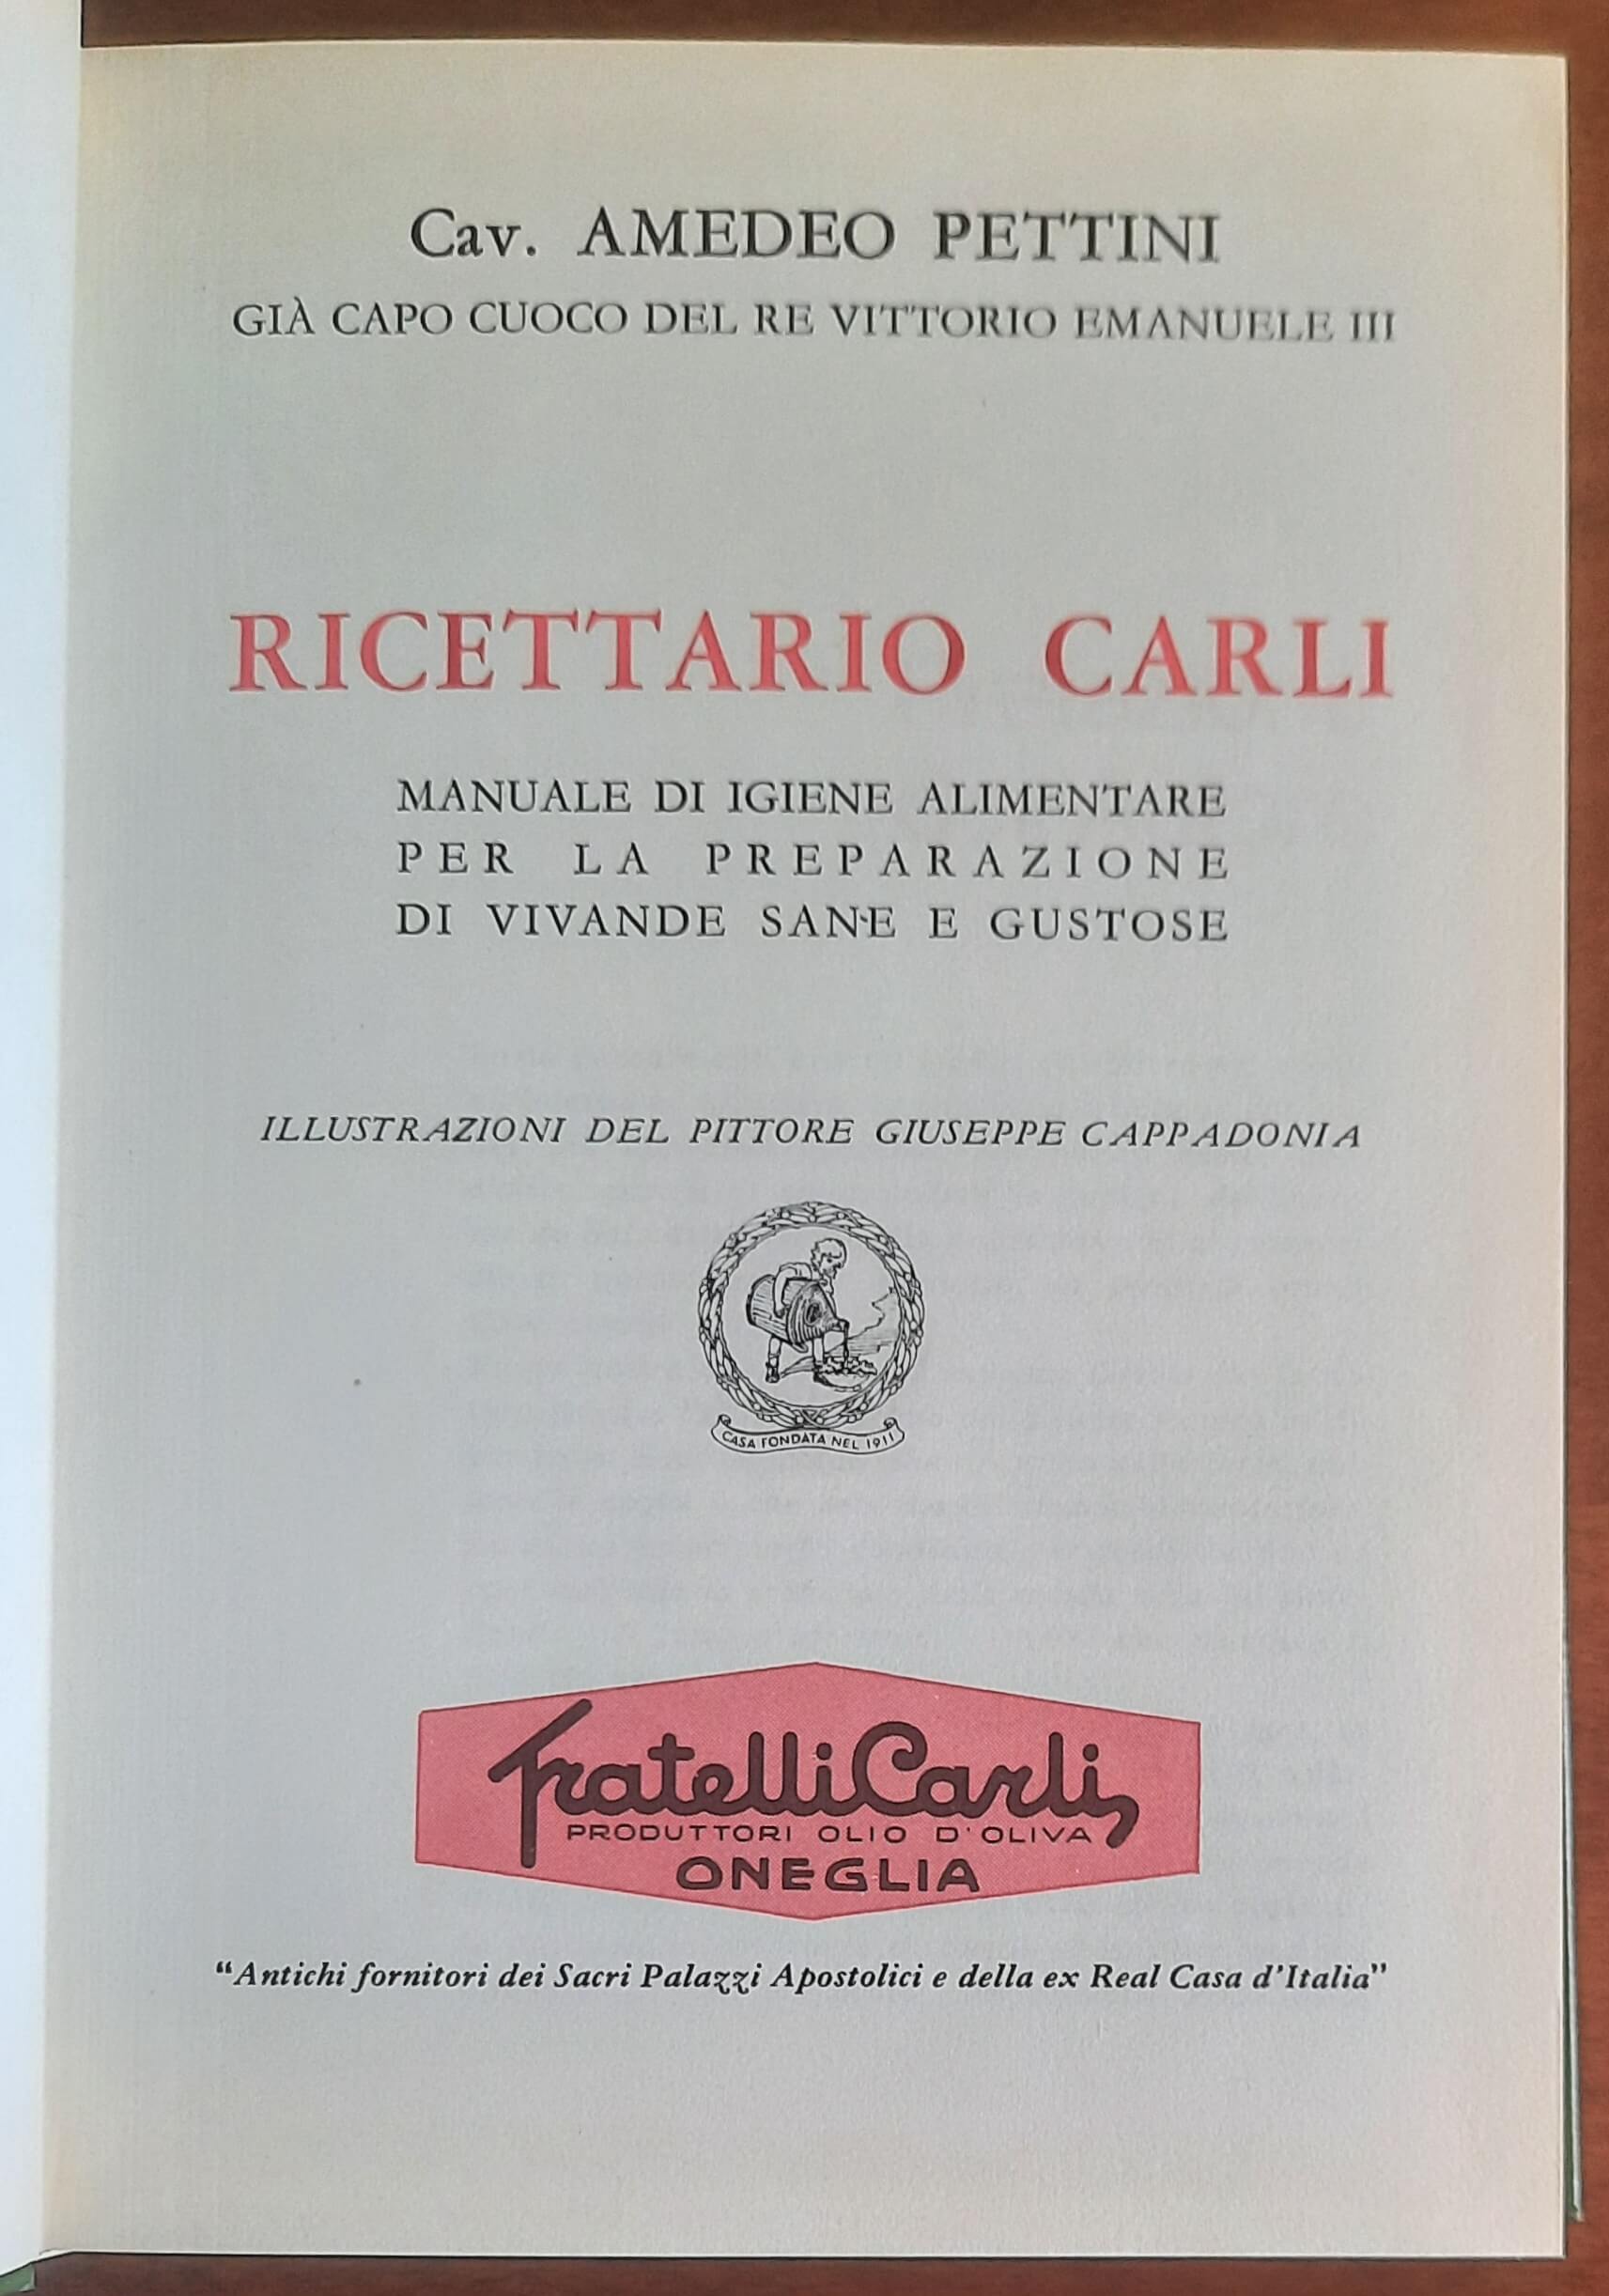 Cav. AMEDEO PETTINI
GIÀ CAPO CUOCO DEL RE VITTORIO EMANUELE III
RICETTARIO CARLI
MANUALE DI IGIENE ALIMENTARE
PER LA PREPARAZIONE
DI VIVANDE SANE E GUSTOSE
ILLUSTRAZIONI DEL PITTORE GIUSEPPE CAPPADONIA
CASA FONDATA NEL 1911
Fratelli Carli
PRODUTTORI OLIO D'OLIVA
ONEGLIA
“Antichi fornitori dei Sacri Palazzi Apostolici e della ex Real Casa d'Italia”